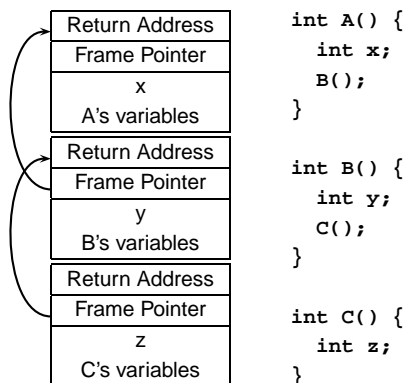 Return Address
Frame Pointer
x
A's variables
Return Address
Frame Pointer
y
B's variables
Return Address
Frame Pointer
z
C's variables
int A() {
int x;
B();
}
int B() {
int y;
C();
}
int C() {
int z;
}